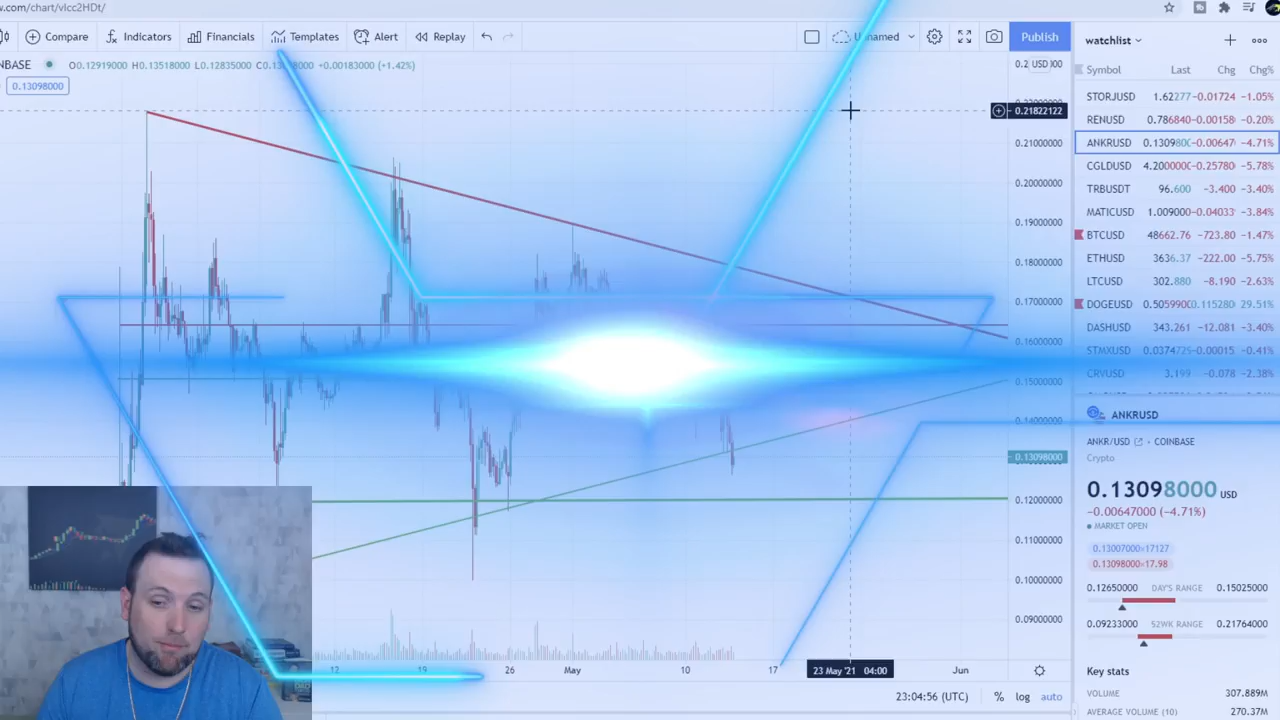 w.com/chart/vIcc2HDt/
Compare Indicators Financials Templates Alert Replay Unnamed Publish
watchlist
NBASE O0.12919000 H0.13518000 L0.12835000 +0.00183000 (+1.42%)
0.13098000
USD
0.21822122
0.21000000
0.20000000
0.19000000
0.18000000
0.17000000
0.16000000
0.15000000
0.14000000
0.13098000
0.12000000
0.11000000
0.10000000
0.09000000
Symbol Last Chg Chg%
STORJUSD 1.62277 -0.01724 -1.05%
RENUSD 0.786840 -0.00158 -0.20%
ANKRUSD 0.130980 -0.00647 -4.71%
CGLDUSD 4.200000 -0.25780 -5.78%
TRBUSDT 96.600 -3.400 -3.40%
MATICUSD 1.009000 -0.04033 -3.84%
BTCUSD 48662.76 -723.80 -1.47%
ETHUSD 3636.37 -222.00 -5.75%
LTCUSD 302.880 -8.190 -2.63%
DOGEUSD 0.5059900 0.115280 29.51%
DASHUSD 343.261 -12.081 -3.40%
STMXUSD 0.0374725 -0.00015 -0.41%
CRVUSD 3.199 -0.078 -2.38%
ANKRUSD
ANKR/USD COINBASE
Crypto
0.13098000 USD
−0.00647000 (−4.71%)
MARKET OPEN
0.13007000×17127
0.13098000×17.98
0.12650000 DAY'S RANGE 0.15025000
0.09233000 52WK RANGE 0.21764000
Key stats
VOLUME 307.889M
AVERAGE VOLUME (10) 270.37M
12 19 26 May 10 17 23 May '21 04:00 Jun
23:04:56 (UTC) % log auto